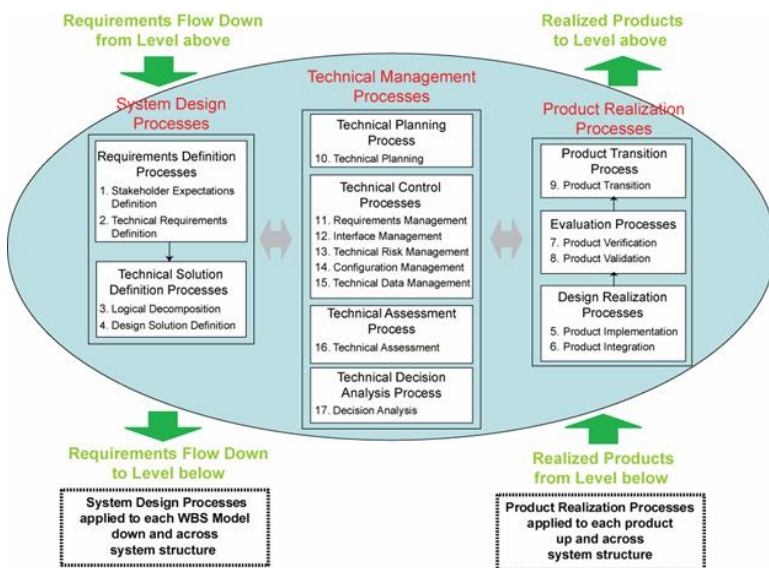 Requirements Flow Down
from Level above
Realized Products
to Level above
System Design
Processes
Requirements Definition
Processes
1. Stakeholder Expectations
Definition
2. Technical Requirements
Definition
Technical Solution
Definition Processes
3. Logical Decomposition
4. Design Solution Definition
Technical Management
Processes
Technical Planning
Process
10. Technical Planning
Technical Control
Processes
11. Requirements Management
12. Interface Management
13. Technical Risk Management
14. Configuration Management
15. Technical Data Management
Technical Assessment
Process
16. Technical Assessment
Technical Decision
Analysis Process
17. Decision Analysis
Product Realization
Processes
Product Transition
Process
9. Product Transition
Evaluation Processes
7. Product Verification
8. Product Validation
Design Realization
Processes
5. Product Implementation
6. Product Integration
Requirements Flow Down
to Level below
Realized Products
from Level below
System Design Processes
applied to each WBS Model
down and across
system structure
Product Realization Processes
applied to each product
up and across
system structure